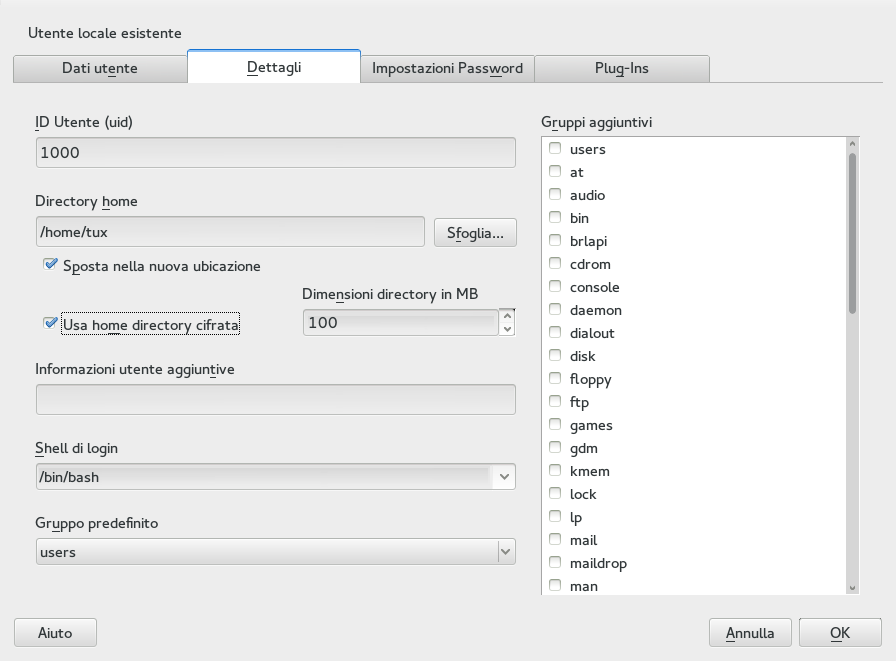 Utente locale esistente
Dati utente
Dettagli
Impostazioni Password
Plug-Ins
ID Utente (uid)
1000
Directory home
/home/tux
Sfoglia...
Sposta nella nuova ubicazione
Dimensioni directory in MB
Usa home directory cifrata
100
Informazioni utente aggiuntive
Shell di login
/bin/bash
Gruppo predefinito
users
Gruppi aggiuntivi
users
at
audio
bin
brlapi
cdrom
console
daemon
dialout
disk
floppy
ftp
games
gdm
kmem
lock
lp
mail
maildrop
man
Aiuto
Annulla
OK